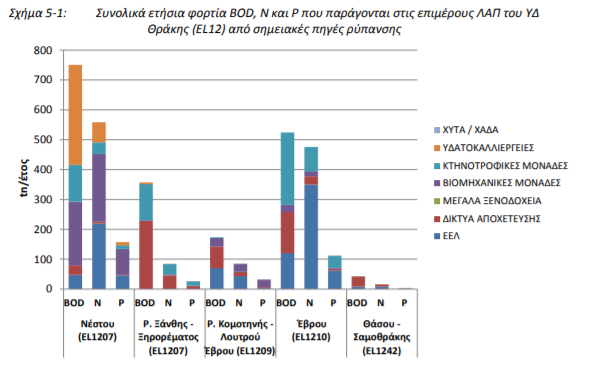 Σχήμα 5-1: Συνολικά ετήσια φορτία BOD, N και P που παράγονται στις επιμέρους ΛΑΠ του ΥΔ
Θράκης (EL12) από σημειακές πηγές ρύπανσης
800
700
600
500
400
300
200
100
0
tn/έτος
ΧΥΤΑ / ΧΑΔΑ
ΥΔΑΤΟΚΑΛΛΙΕΡΓΕΙΕΣ
ΚΤΗΝΟΤΡΟΦΙΚΕΣ ΜΟΝΑΔΕΣ
ΒΙΟΜΗΧΑΝΙΚΕΣ ΜΟΝΑΔΕΣ
ΜΕΓΑΛΑ ΞΕΝΟΔΟΧΕΙΑ
ΔΙΚΤΥΑ ΑΠΟΧΕΤΕΥΣΗΣ
ΕΕΛ
BOD N P BOD N P BOD N P BOD N P BOD N P
Νέστου
(EL1207)
Ρ. Ξάνθης -
Ξηρορέματος
(EL1207)
Ρ. Κομοτηνής -
Λουτρού
Έβρου (EL1209)
Έβρου
(EL1210)
Θάσου -
Σαμοθράκης
(EL1242)